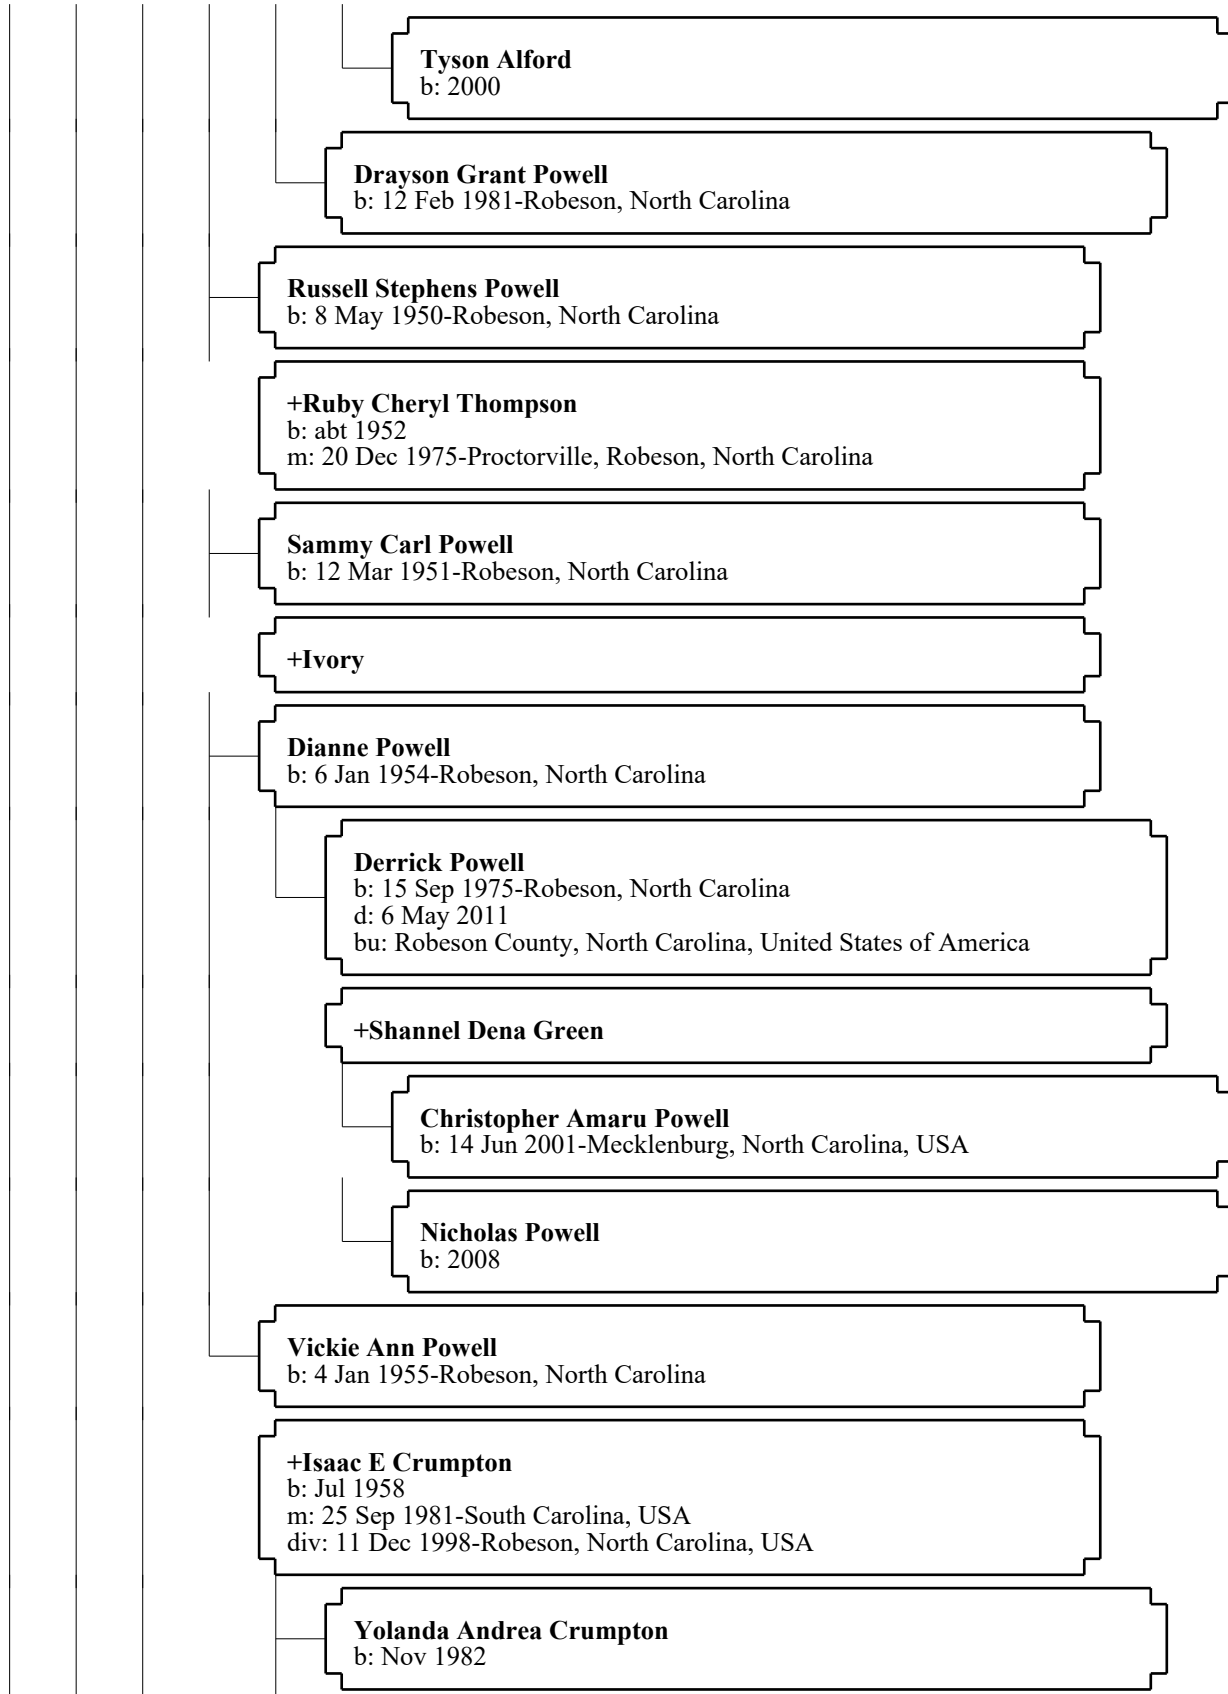 Tyson Alford
b: 2000
Drayson Grant Powell
b: 12 Feb 1981-Robeson, North Carolina
Russell Stephens Powell
b: 8 May 1950-Robeson, North Carolina
+Ruby Cheryl Thompson
b: abt 1952
m: 20 Dec 1975-Proctorville, Robeson, North Carolina
Sammy Carl Powell
b: 12 Mar 1951-Robeson, North Carolina
+Ivory
Dianne Powell
b: 6 Jan 1954-Robeson, North Carolina
Derrick Powell
b: 15 Sep 1975-Robeson, North Carolina
d: 6 May 2011
bu: Robeson County, North Carolina, United States of America
+Shannel Dena Green
Christopher Amaru Powell
b: 14 Jun 2001-Mecklenburg, North Carolina, USA
Nicholas Powell
b: 2008
Vickie Ann Powell
b: 4 Jan 1955-Robeson, North Carolina
+Isaac E Crumpton
b: Jul 1958
m: 25 Sep 1981-South Carolina, USA
div: 11 Dec 1998-Robeson, North Carolina, USA
Yolanda Andrea Crumpton
b: Nov 1982